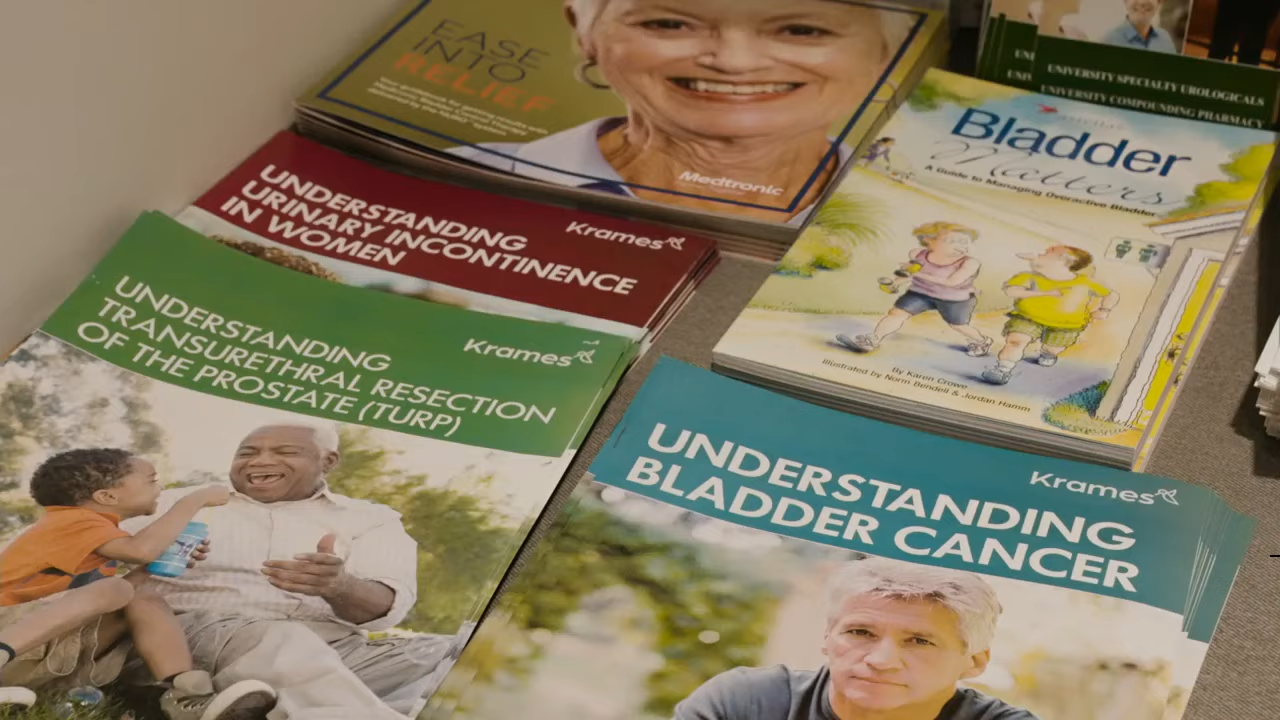 EASE
INTO
RELIEF
Medtronic
UNIVERSITY SPECIALTY UROLOGICALS
UNIVERSITY COMPOUNDING PHARMACY
Bladder
Matters
A Guide to Managing Overactive Bladder
By Karen Crowe
Illustrated by Norm Bendell & Jordan Hamm
Krames
UNDERSTANDING
URINARY INCONTINENCE
IN WOMEN
Krames
UNDERSTANDING
TRANSURETHRAL RESECTION
OF THE PROSTATE (TURP)
Krames
UNDERSTANDING
BLADDER CANCER